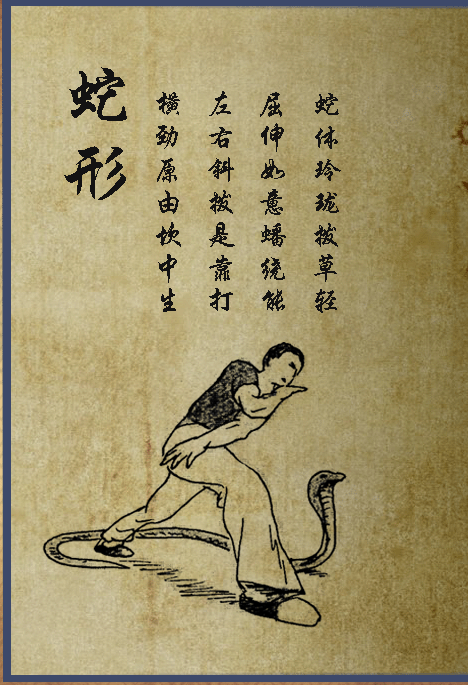 蛇形
蛇体玲珑拨草轻
屈伸如意蟠绕能
左右斜拨是靠打
横劲原由坎中生